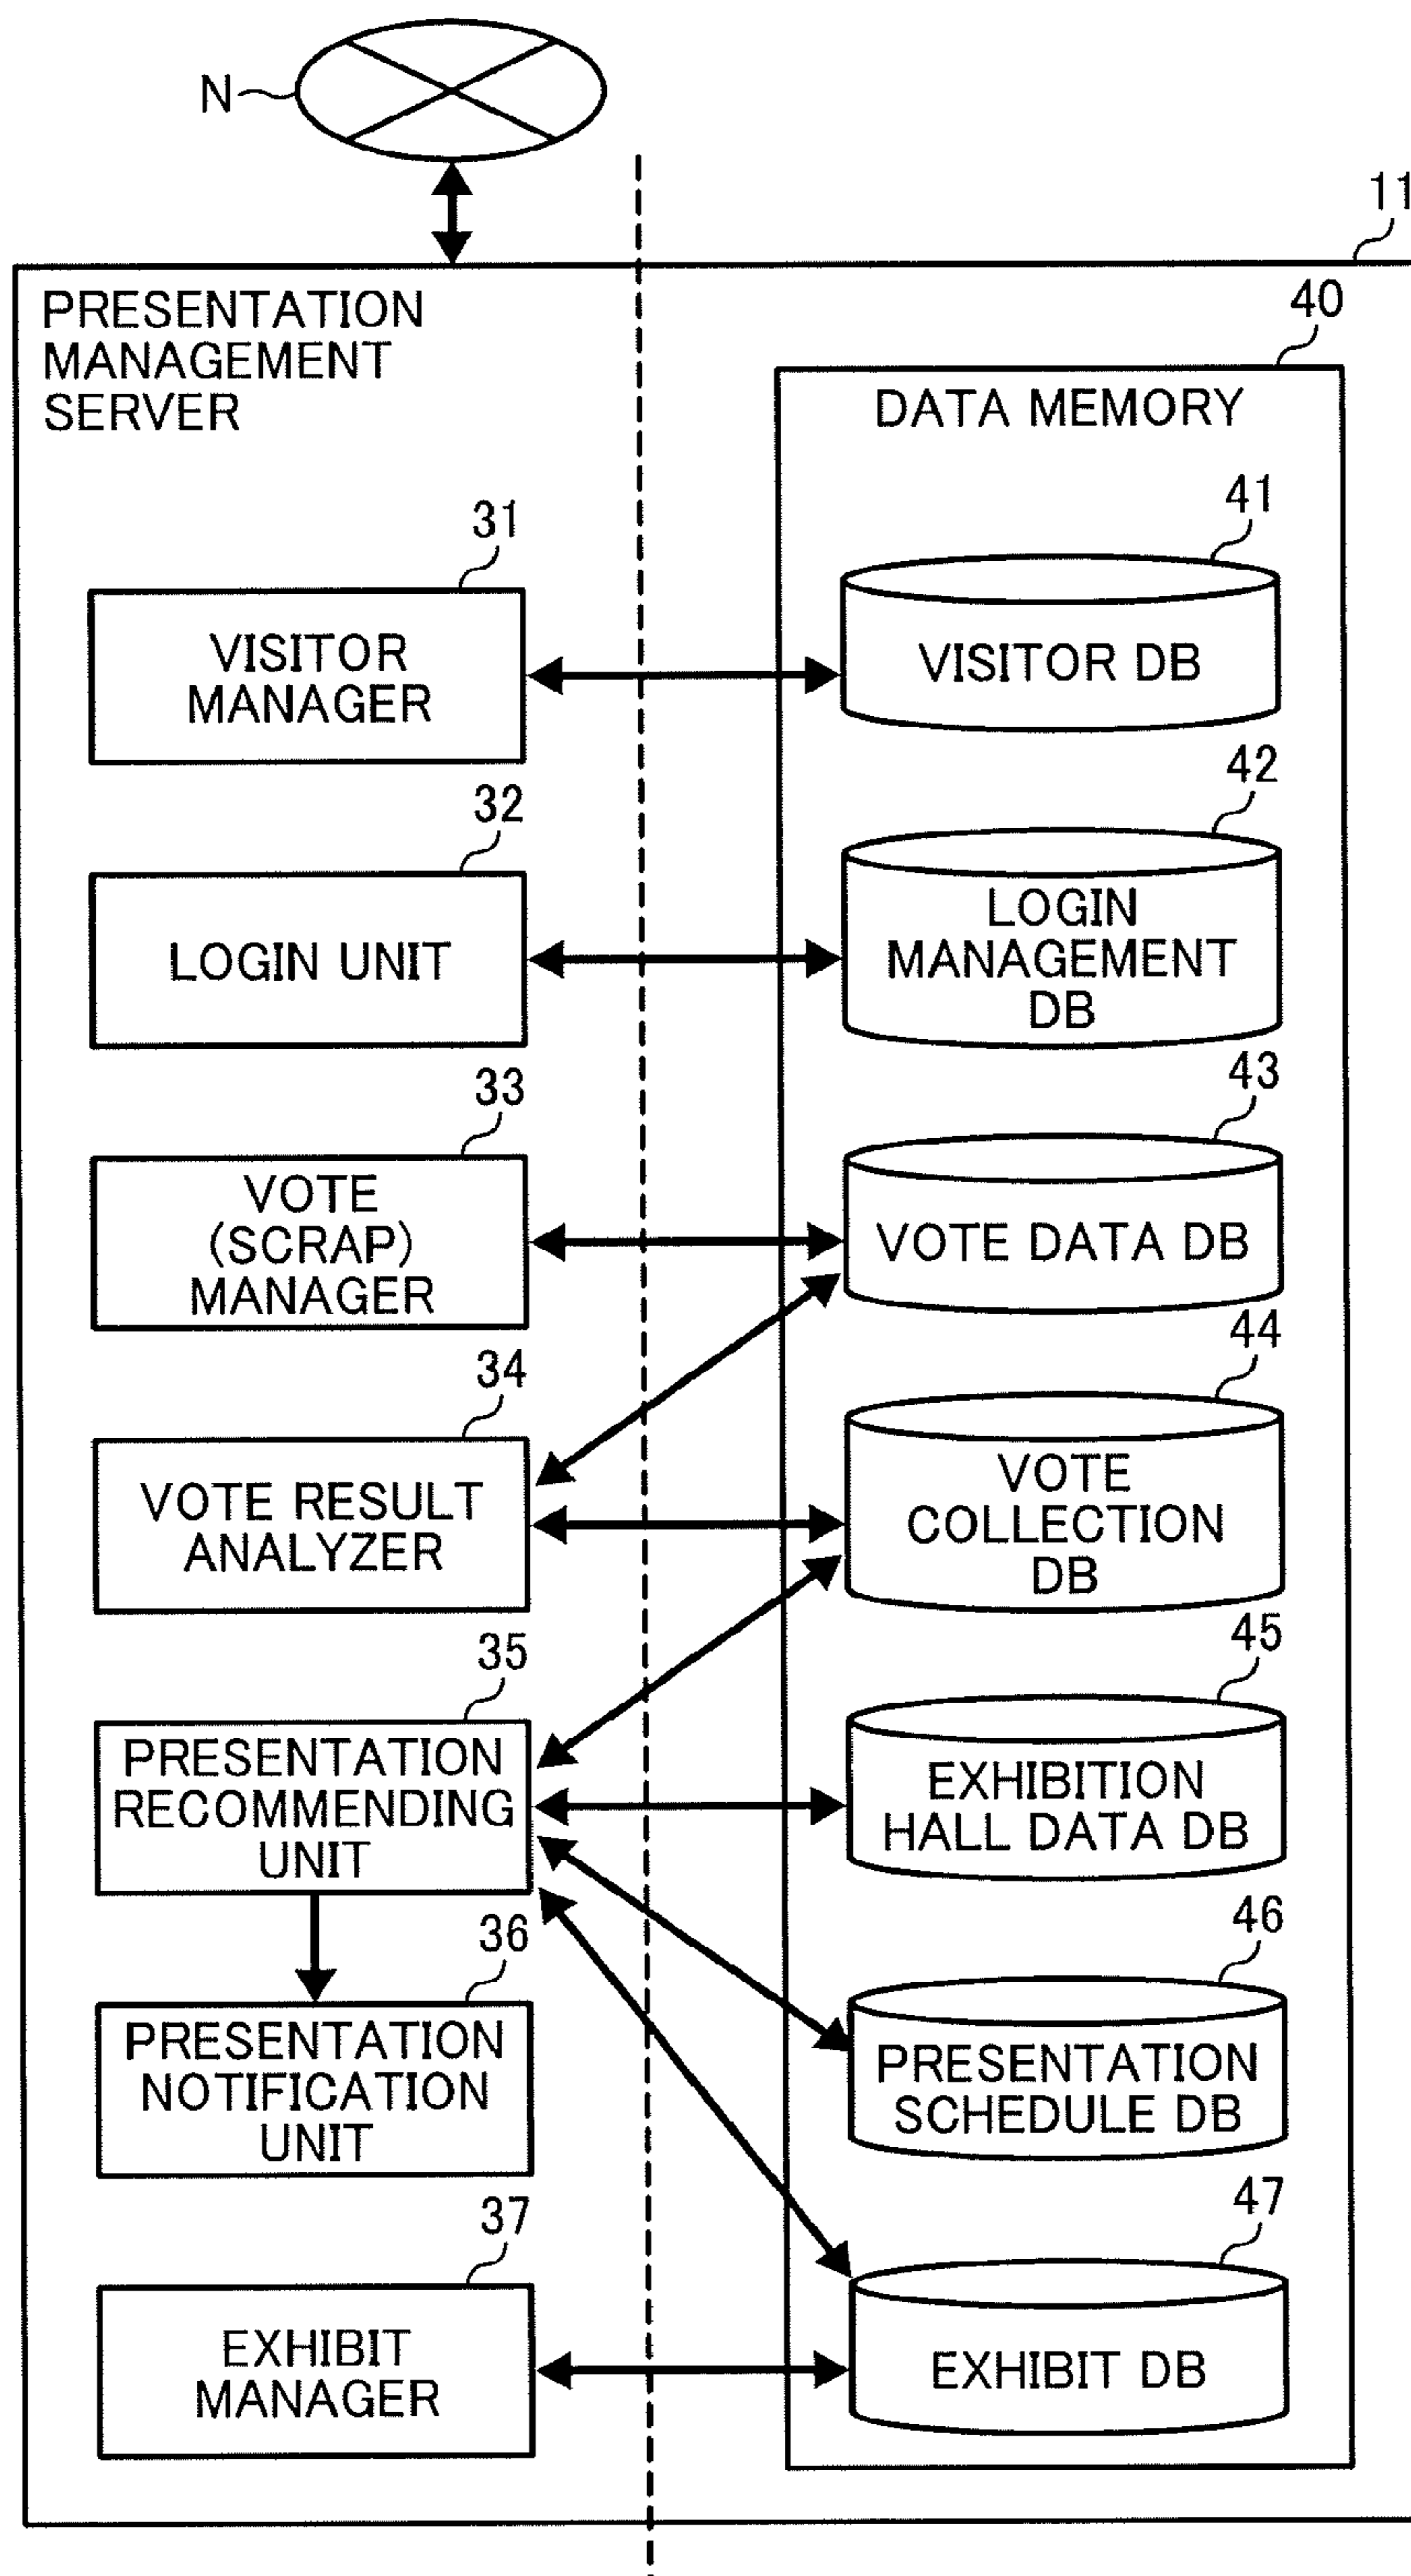 N
11
PRESENTATION
MANAGEMENT
SERVER
40
DATA MEMORY
31
VISITOR
MANAGER
41
VISITOR DB
32
LOGIN UNIT
42
LOGIN
MANAGEMENT
DB
33
VOTE
(SCRAP)
MANAGER
43
VOTE DATA DB
34
VOTE RESULT
ANALYZER
44
VOTE
COLLECTION
DB
35
PRESENTATION
RECOMMENDING
UNIT
45
EXHIBITION
HALL DATA DB
36
PRESENTATION
NOTIFICATION
UNIT
46
PRESENTATION
SCHEDULE DB
37
EXHIBIT
MANAGER
47
EXHIBIT DB